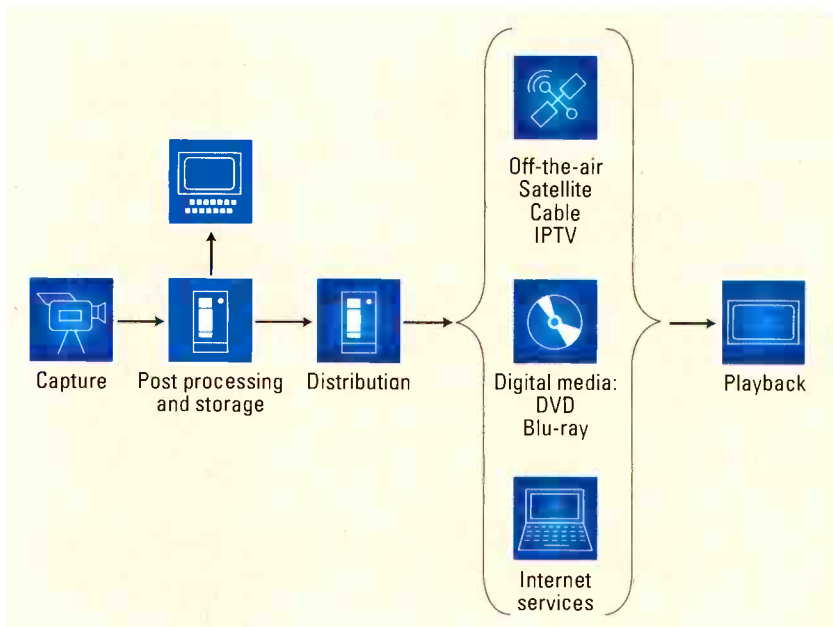 Capture
Post processing
and storage
Distribution
Off-the-air
Satellite
Cable
IPTV
Digital media:
DVD
Blu-ray
Internet
services
Playback